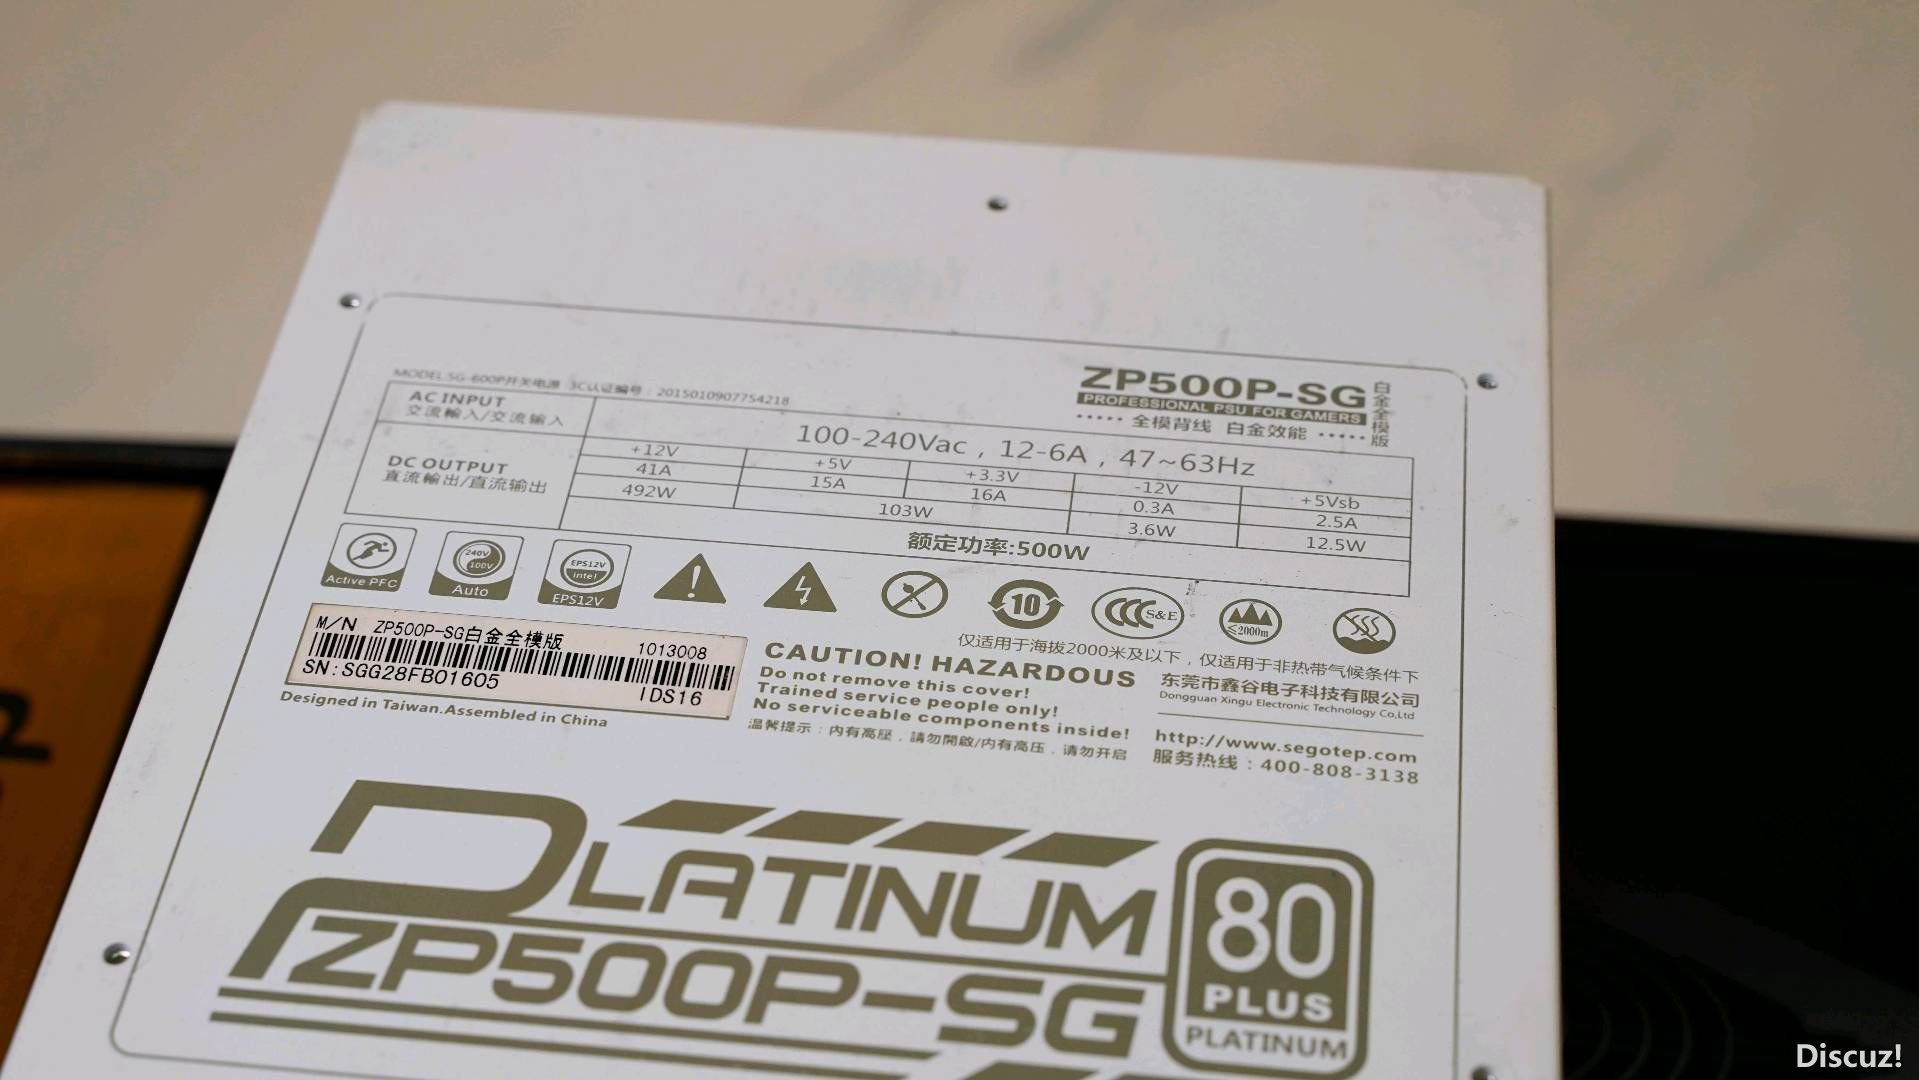 MODEL:SG-600P开关电源 3C认证编号：2015010907754218
ZP500P-SG
白金全模版
PROFESSIONAL PSU FOR GAMERS
····· 全模背线 白金效能 ·····
AC INPUT
交流輸入/交流输入
100-240Vac , 12-6A , 47~63Hz
DC OUTPUT
直流輸出/直流输出
+12V +5V +3.3V -12V +5Vsb
41A 15A 16A 0.3A 2.5A
492W 103W 3.6W 12.5W
额定功率:500W
Active PFC
240V
100V
Auto
EPS12V
intel
EPS12V
10
CCC S&E
≤2000m
仅适用于海拔2000米及以下，仅适用于非热带气候条件下
M/N ZP500P-SG白金全模版 1013008
SN:SGG28FB01605 IDS16
Designed in Taiwan.Assembled in China
CAUTION! HAZARDOUS
Do not remove this cover!
Trained service people only!
No serviceable components inside!
温馨提示：内有高壓，請勿開啟/内有高压，请勿开启
东莞市鑫谷电子科技有限公司
Dongguan Xingu Electronic Technology Co,Ltd
http://www.segotep.com
服务热线：400-808-3138
PLATINUM
ZP500P-SG
80
PLUS
PLATINUM
Discuz!